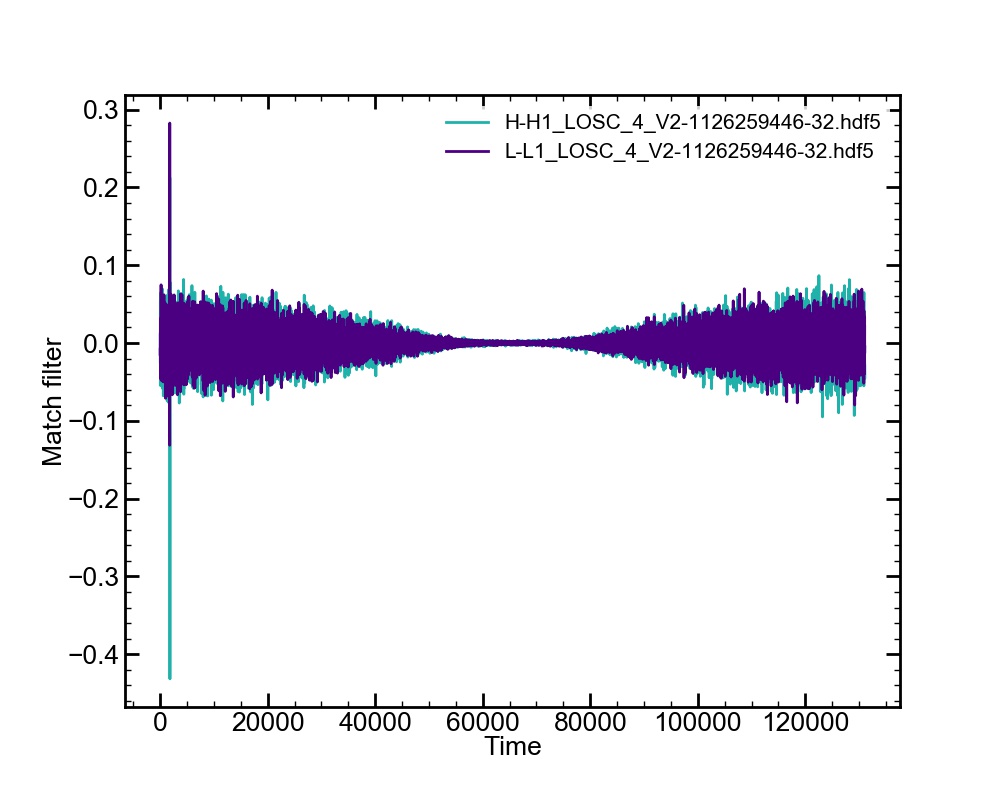 H-H1_LOSC_4_V2-1126259446-32.hdf5
L-L1_LOSC_4_V2-1126259446-32.hdf5
0.3
0.2
0.1
0.0
−0.1
−0.2
−0.3
−0.4
Match filter
0 20000 40000 60000 80000 100000 120000
Time